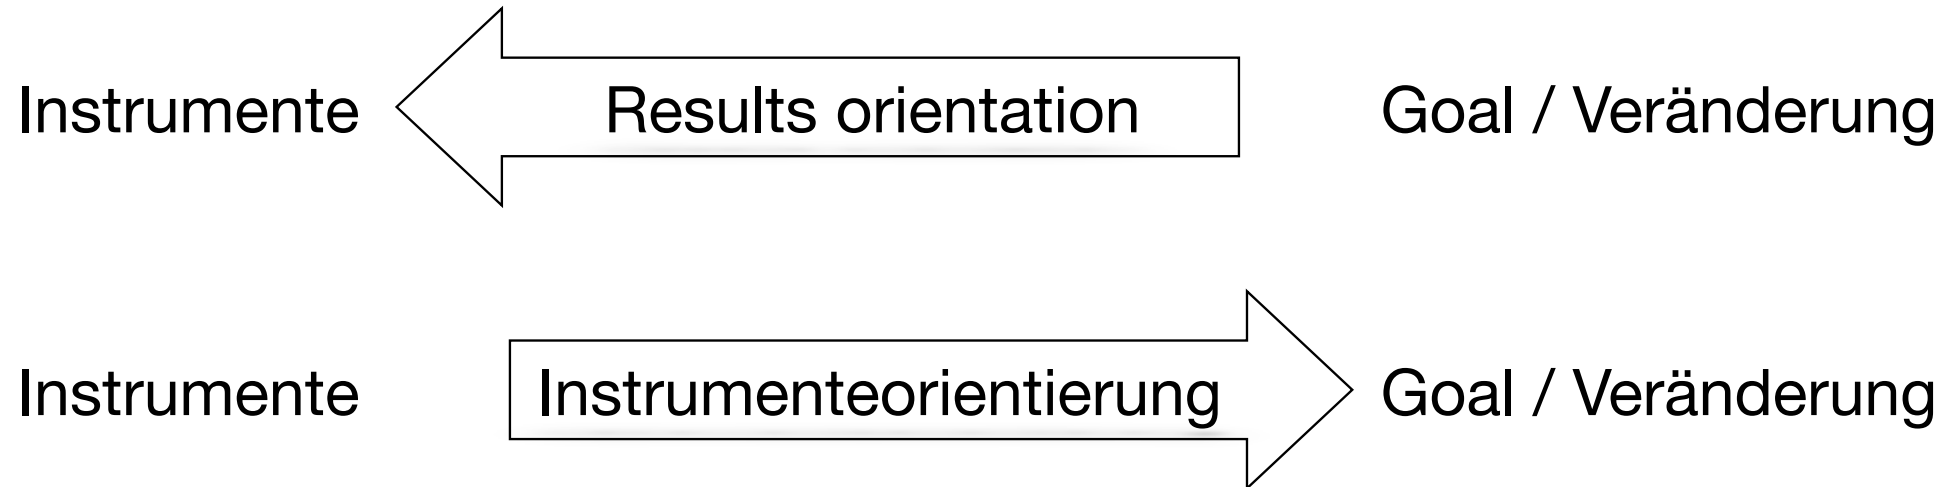 Instrumente Results orientation Goal / Veränderung
Instrumente Instrumenteorientierung Goal / Veränderung